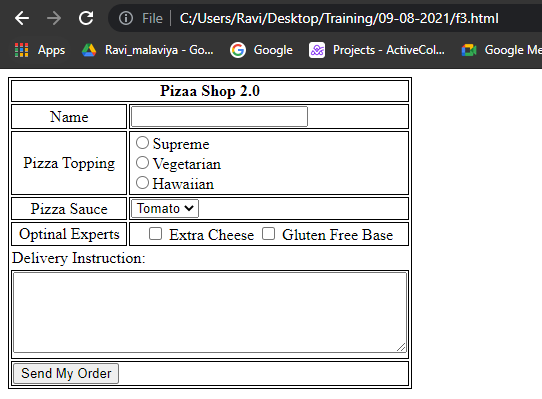 File | C:/Users/Ravi/Desktop/Training/09-08-2021/f3.html
Apps Ravi_malaviya - Go... Google Projects - ActiveCol... Google Me
Pizaa Shop 2.0
Name
Pizza Topping
Supreme
Vegetarian
Hawaiian
Pizza Sauce Tomato
Optinal Experts Extra Cheese Gluten Free Base
Delivery Instruction:
Send My Order